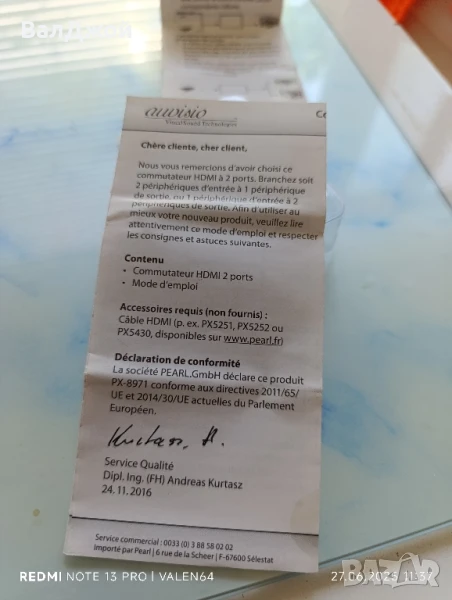 Валдману
auvisio
Visual Sound Technologies
Chère cliente, cher client,
Nous vous remercions d'avoir choisi ce
commutateur HDMI à 2 ports. Branchez soit
2 périphériques d'entrée à 1 périphérique
de sortie, ou 1 périphérique d'entrée à 2
périphériques de sortie. Afin d'utiliser au
mieux votre nouveau produit, veuillez lire
attentivement ce mode d'emploi et respecter
les consignes et astuces suivantes.
Contenu
• Commutateur HDMI 2 ports
• Mode d'emploi
Accessoires requis (non fournis) :
Câble HDMI (p. ex. PX5251, PX5252 ou
PX5430, disponibles sur www.pearl.fr)
Déclaration de conformité
La société PEARL.GmbH déclare ce produit
PX-8971 conforme aux directives 2011/65/
UE et 2014/30/UE actuelles du Parlement
Européen.
Kurtasz, A.
Service Qualité
Dipl. Ing. (FH) Andreas Kurtasz
24. 11. 2016
Service commercial : 0033 (0) 3 88 58 02 02
Importé par Pearl | 6 rue de la Scheer | F-67600 Sélestat
REDMI NOTE 13 PRO | VALEN64
27.06.2025 11:37
BAZAR